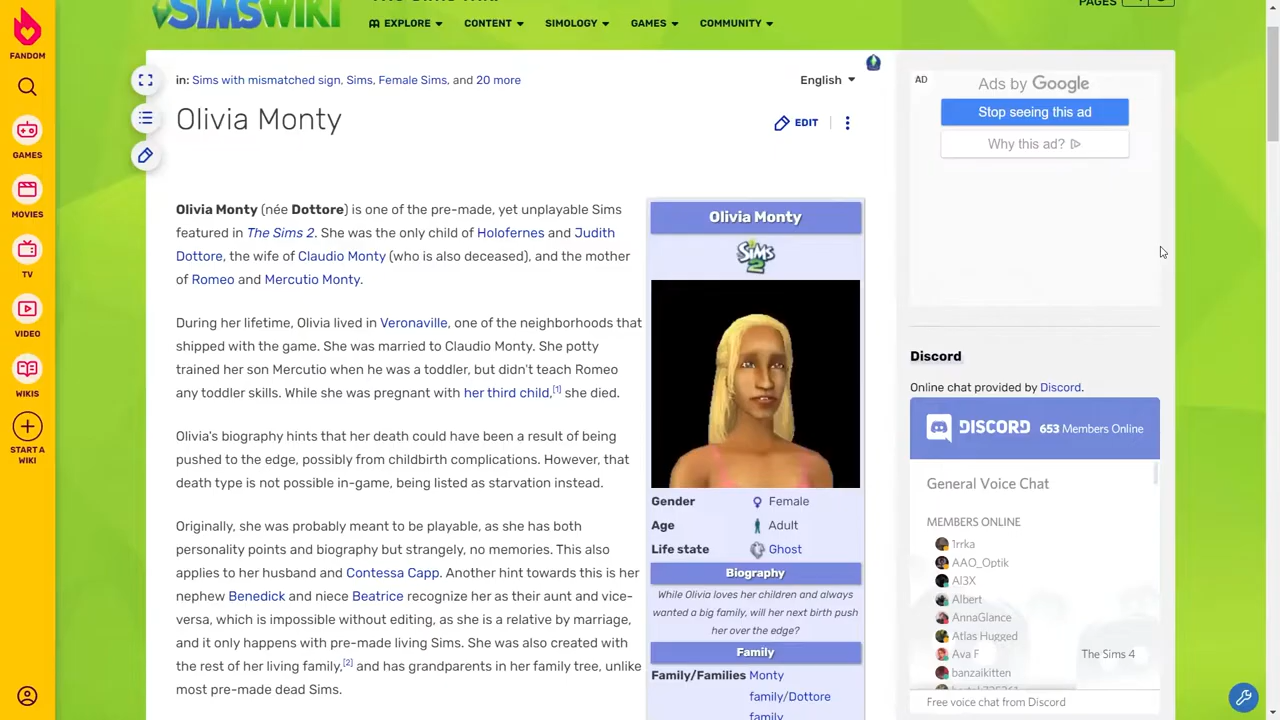 SIMSWIKI
EXPLORE
CONTENT
SIMOLOGY
GAMES
COMMUNITY
PAGES
FANDOM
GAMES
MOVIES
TV
VIDEO
WIKIS
START A
WIKI
in: Sims with mismatched sign, Sims, Female Sims, and 20 more
English
Olivia Monty
EDIT
Olivia Monty (née Dottore) is one of the pre-made, yet unplayable Sims
featured in The Sims 2. She was the only child of Holofernes and Judith
Dottore, the wife of Claudio Monty (who is also deceased), and the mother
of Romeo and Mercutio Monty.
During her lifetime, Olivia lived in Veronaville, one of the neighborhoods that
shipped with the game. She was married to Claudio Monty. She potty
trained her son Mercutio when he was a toddler, but didn't teach Romeo
any toddler skills. While she was pregnant with her third child,[1] she died.
Olivia's biography hints that her death could have been a result of being
pushed to the edge, possibly from childbirth complications. However, that
death type is not possible in-game, being listed as starvation instead.
Originally, she was probably meant to be playable, as she has both
personality points and biography but strangely, no memories. This also
applies to her husband and Contessa Capp. Another hint towards this is her
nephew Benedick and niece Beatrice recognize her as their aunt and vice-
versa, which is impossible without editing, as she is a relative by marriage,
and it only happens with pre-made living Sims. She was also created with
the rest of her living family.[2] and has grandparents in her family tree, unlike
most pre-made dead Sims.
Olivia Monty
The SIMS 2
Gender Female
Age Adult
Life state Ghost
Biography
While Olivia loves her children and always
wanted a big family, will her next birth push
her over the edge?
Family
Family/Families Monty
family/Dottore
family
AD
Ads by Google
Stop seeing this ad
Why this ad?
Discord
Online chat provided by Discord.
DISCORD 653 Members Online
General Voice Chat
MEMBERS ONLINE
1rrka
AAO_Optik
Al3X
Albert
AnnaGlance
Atlas Hugged
Ava F The Sims 4
banzaikitten
Free voice chat from Discord